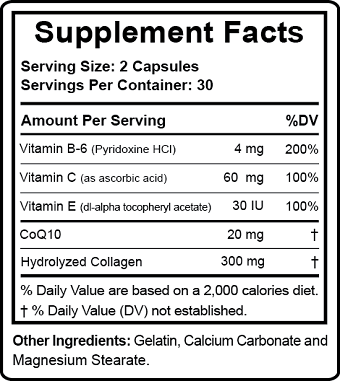 Supplement Facts
Serving Size: 2 Capsules
Servings Per Container: 30
Amount Per Serving %DV
Vitamin B-6 (Pyridoxine HCl) 4 mg 200%
Vitamin C (as ascorbic acid) 60 mg 100%
Vitamin E (dl-alpha tocopheryl acetate) 30 IU 100%
CoQ10 20 mg †
Hydrolyzed Collagen 300 mg †
% Daily Value are based on a 2,000 calories diet.
† % Daily Value (DV) not established.
Other Ingredients: Gelatin, Calcium Carbonate and
Magnesium Stearate.